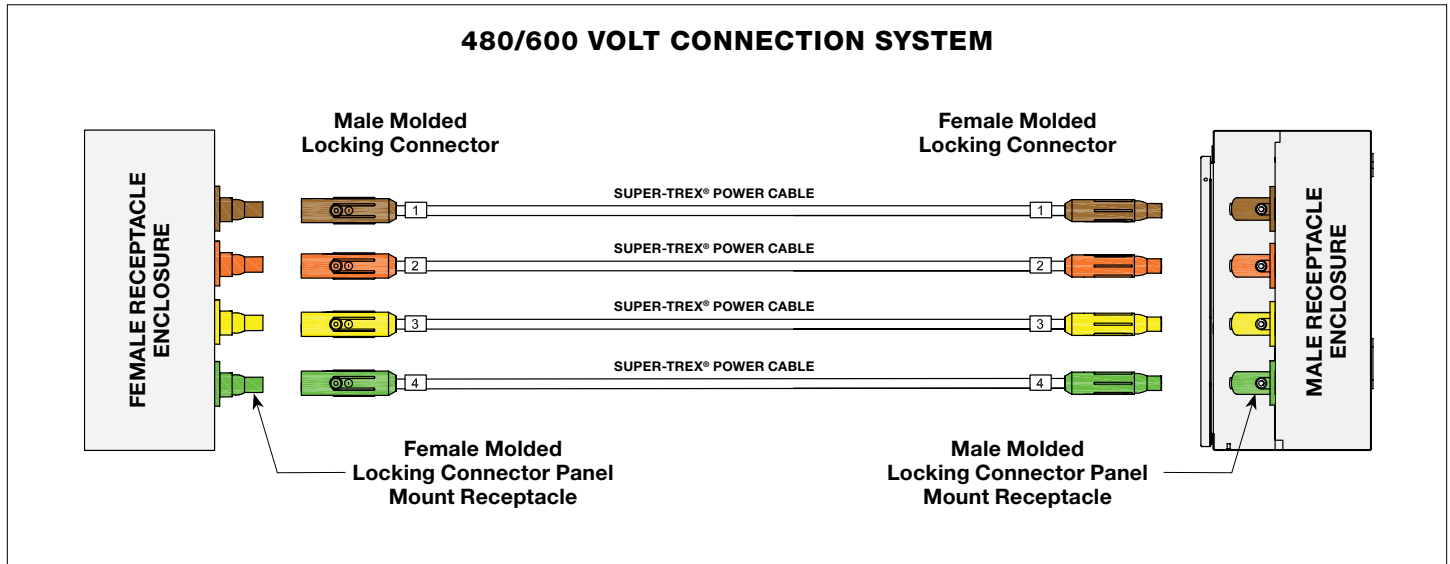 480/600 VOLT CONNECTION SYSTEM
Male Molded
Locking Connector
Female Molded
Locking Connector
FEMALE RECEPTACLE
ENCLOSURE
MALE RECEPTACLE
ENCLOSURE
1
SUPER-TREX® POWER CABLE
1
2
SUPER-TREX® POWER CABLE
2
3
SUPER-TREX® POWER CABLE
3
4
SUPER-TREX® POWER CABLE
4
Female Molded
Locking Connector Panel
Mount Receptacle
Male Molded
Locking Connector Panel
Mount Receptacle